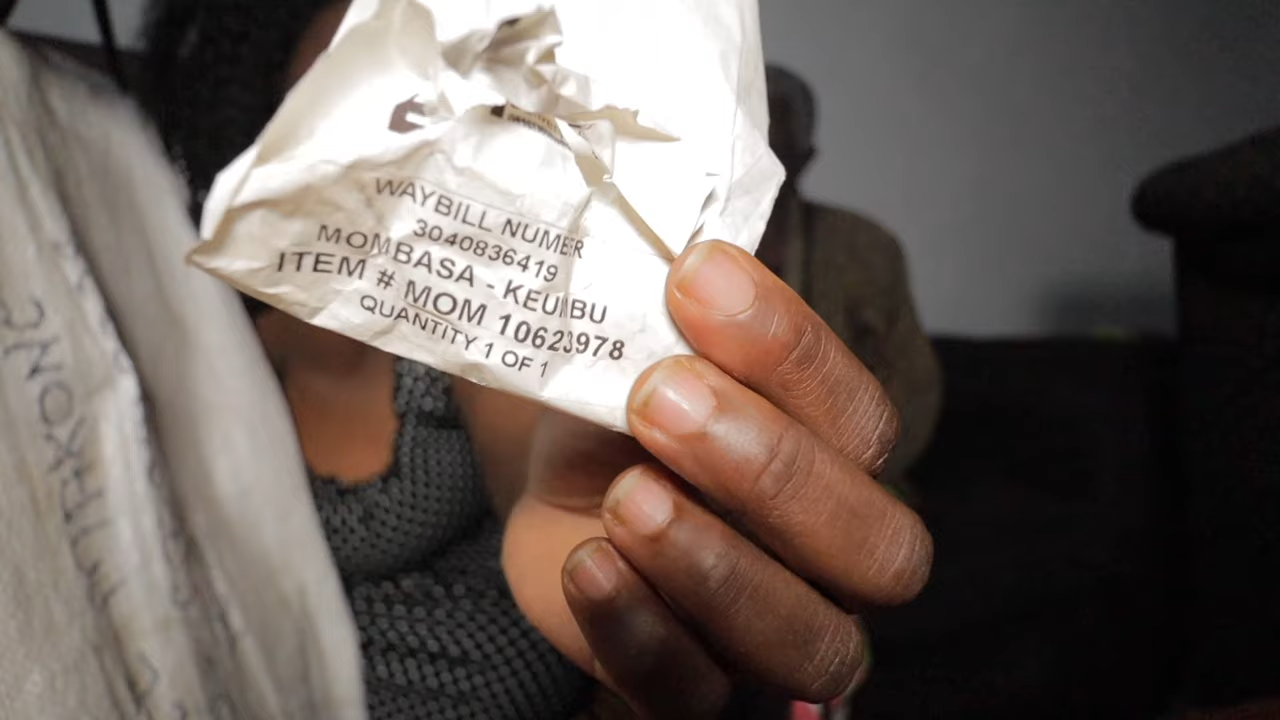 WAYBILL NUMBER
3040836419
MOMBASA - KEUMBU
ITEM # MOM 10623978
QUANTITY 1 OF 1